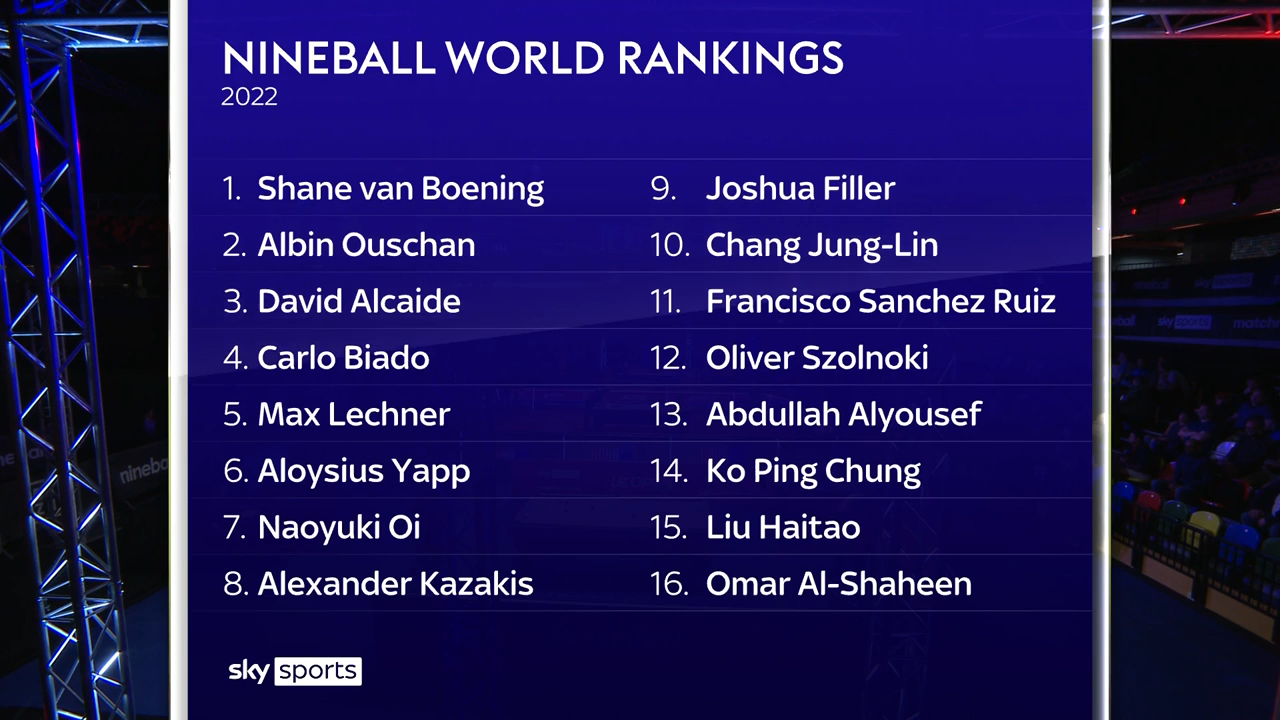 NINEBALL WORLD RANKINGS
2022
1. Shane van Boening
2. Albin Ouschan
3. David Alcaide
4. Carlo Biado
5. Max Lechner
6. Aloysius Yapp
7. Naoyuki Oi
8. Alexander Kazakis
9. Joshua Filler
10. Chang Jung-Lin
11. Francisco Sanchez Ruiz
12. Oliver Szolnoki
13. Abdullah Alyousef
14. Ko Ping Chung
15. Liu Haitao
16. Omar Al-Shaheen
sky sports
sky sports